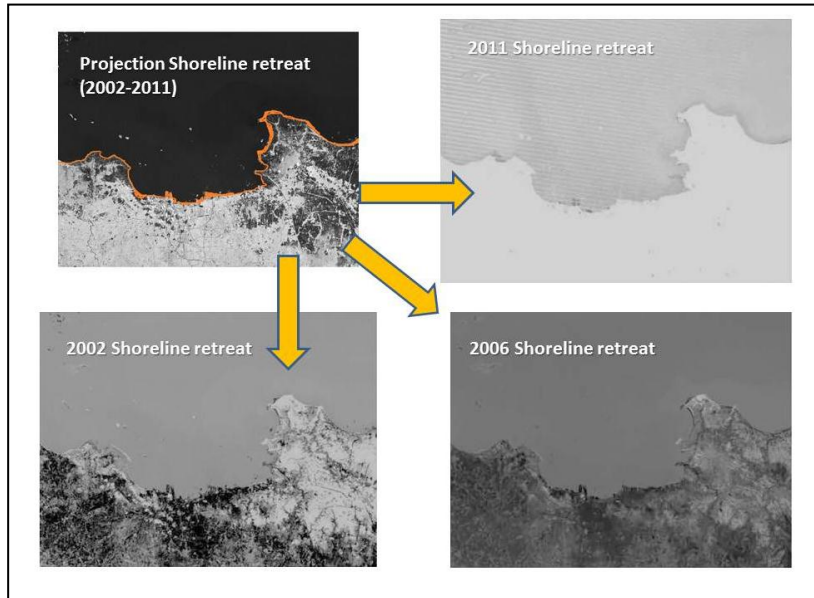 Projection Shoreline retreat
(2002-2011)
2011 Shoreline retreat
2002 Shoreline retreat
2006 Shoreline retreat